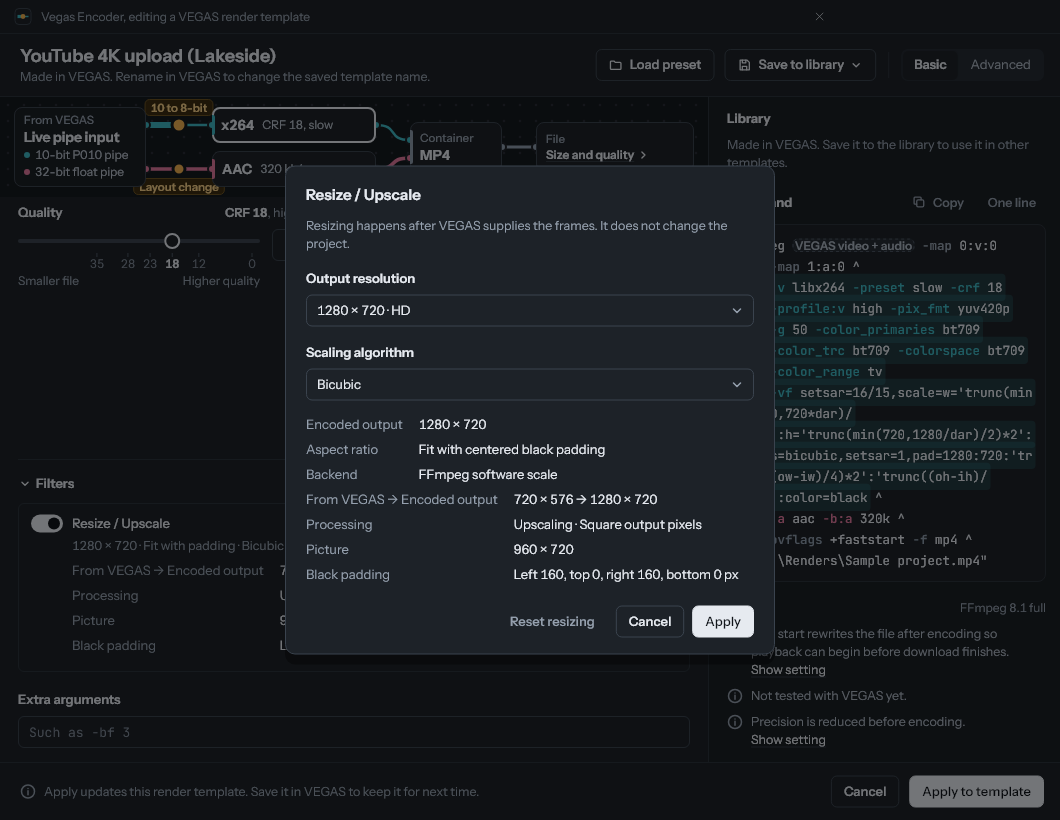 Vegas Encoder, editing a VEGAS render template
YouTube 4K upload (Lakeside)
Made in VEGAS. Rename in VEGAS to change the saved template name.
Load preset
Save to library
Basic
Advanced
From VEGAS
Live pipe input
10-bit P010 pipe
32-bit float pipe
10 to 8-bit
Layout change
x264 CRF 18, slow
AAC 320
Container
MP4
File
Size and quality
Library
Made in VEGAS. Save it to the library to use it in other
templates.
Quality
CRF 18,
35 28 23 18 12 0
Smaller file
Higher quality
Copy
One line
VEGAS video + audio -map 0:v:0
map 1:a:0 ^
libx264 -preset slow -crf 18
profile:v high -pix_fmt yuv420p
50 -color_primaries bt709
color_trc bt709 -colorspace bt709
color_range tv
vf setsar=16/15,scale=w='trunc(min
0,720*dar)/
:h='trunc(min(720,1280/dar)/2)*2':
s=bicubic,setsar=1,pad=1280:720:'tr
(ow-iw)/4)*2':'trunc((oh-ih)/
:color=black ^
aac -b:a 320k ^
+faststart -f mp4 ^
\Renders\Sample project.mp4"
FFmpeg 8.1 full
start rewrites the file after encoding so
playback can begin before download finishes.
Show setting
Not tested with VEGAS yet.
Precision is reduced before encoding.
Show setting
Resize / Upscale
Resizing happens after VEGAS supplies the frames. It does not change the
project.
Output resolution
1280 × 720 · HD
Scaling algorithm
Bicubic
Encoded output 1280 × 720
Aspect ratio Fit with centered black padding
Backend FFmpeg software scale
From VEGAS → Encoded output 720 × 576 → 1280 × 720
Processing Upscaling · Square output pixels
Picture 960 × 720
Black padding Left 160, top 0, right 160, bottom 0 px
Reset resizing
Cancel
Apply
Filters
Resize / Upscale
1280 × 720 · Fit with padding · Bicubic
From VEGAS → Encoded output
Processing
Picture
Black padding
Extra arguments
Such as -bf 3
Apply updates this render template. Save it in VEGAS to keep it for next time.
Cancel
Apply to template